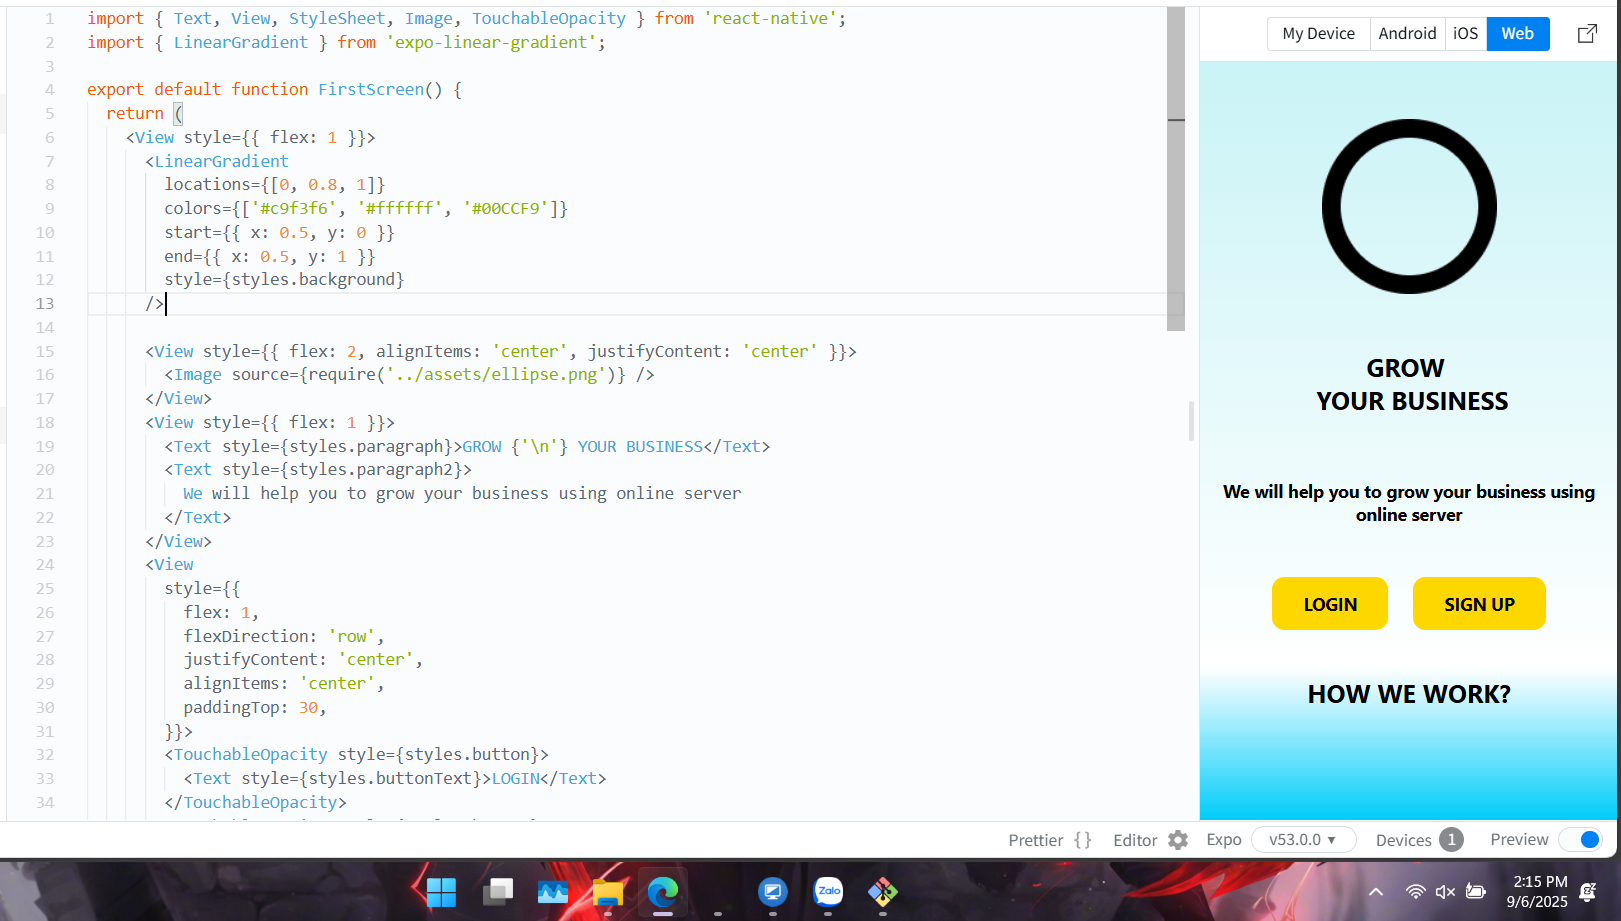 1 import { Text, View, StyleSheet, Image, TouchableOpacity } from 'react-native';
2 import { LinearGradient } from 'expo-linear-gradient';
3
4 export default function FirstScreen() {
5 return (
6 <View style={{ flex: 1 }}>
7 <LinearGradient
8 locations={[0, 0.8, 1]}
9 colors={['#c9f3f6', '#ffffff', '#00CCF9']}
10 start={{ x: 0.5, y: 0 }}
11 end={{ x: 0.5, y: 1 }}
12 style={styles.background}
13 />
14
15 <View style={{ flex: 2, alignItems: 'center', justifyContent: 'center' }}>
16 <Image source={require('../assets/ellipse.png')} />
17 </View>
18 <View style={{ flex: 1 }}>
19 <Text style={styles.paragraph}>GROW {'\n'} YOUR BUSINESS</Text>
20 <Text style={styles.paragraph2}>
21 We will help you to grow your business using online server
22 </Text>
23 </View>
24 <View
25 style={{
26 flex: 1,
27 flexDirection: 'row',
28 justifyContent: 'center',
29 alignItems: 'center',
30 paddingTop: 30,
31 }}>
32 <TouchableOpacity style={styles.button}>
33 <Text style={styles.buttonText}>LOGIN</Text>
34 </TouchableOpacity>
My Device Android iOS Web
GROW
YOUR BUSINESS
We will help you to grow your business using
online server
LOGIN SIGN UP
HOW WE WORK?
Prettier {} Editor Expo v53.0.0 ▾ Devices 1 Preview
Zalo
2:15 PM
9/6/2025